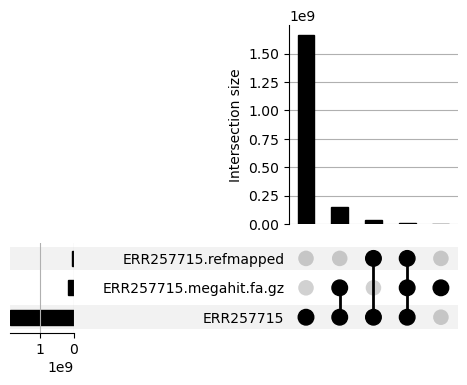 1e9
1.50
1.25
1.00
0.75
0.50
0.25
0.00
Intersection size
ERR257715.refmapped
ERR257715.megahit.fa.gz
ERR257715
1 0
1e9